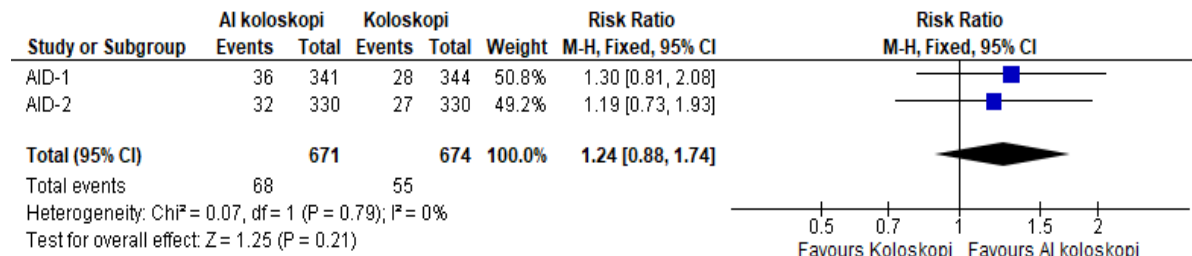 AI koloskopi Koloskopi Risk Ratio Risk Ratio
Study or Subgroup Events Total Events Total Weight M-H, Fixed, 95% CI M-H, Fixed, 95% CI
AID-1 36 341 28 344 50.8% 1.30 [0.81, 2.08]
AID-2 32 330 27 330 49.2% 1.19 [0.73, 1.93]
Total (95% CI) 671 674 100.0% 1.24 [0.88, 1.74]
Total events 68 55
Heterogeneity: Chi² = 0.07, df = 1 (P = 0.79); I² = 0%
Test for overall effect: Z = 1.25 (P = 0.21)
0.5 0.7 1 1.5 2
Favours Koloskopi Favours AI koloskopi